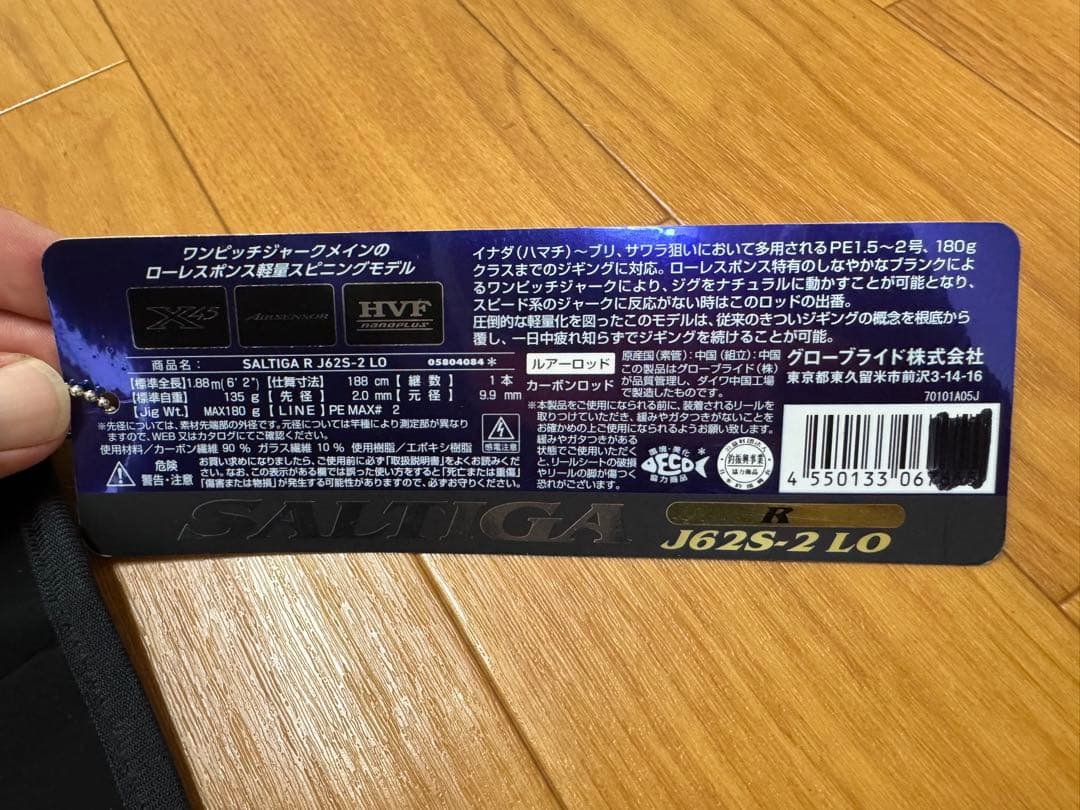 ワンピッチジャークメインの
ローレスポンス軽量スピニングモデル
X45
AIRSENSOR
HVF
nanoplus
商品名: SALTIGA R J62S-2 LO 05804084*
【標準全長】1.88m(6'2") 【仕舞寸法】 188cm 【継数】 1本
【標準自重】 135g 【先径】 2.0mm 【元径】 9.9mm
【Jig Wt.】 MAX180g 【LINE】 PE MAX# 2
※先径については、素材先端部の外径です。元径については竿種により測定部が異なり
ますので、WEB又はカタログにてご確認ください。
使用材料/カーボン繊維 90% ガラス繊維 10% 使用樹脂/エポキシ樹脂
感電注意
危険
警告・注意
お買い求めになりましたら、ご使用前に必ず『取扱説明書』をよくお読みくだ
さい。なお、この表示がある欄では誤った使い方をすると「死亡または重傷」
「傷害または物損」が発生する可能性がありますので、必ずお守りください。
イナダ(ハマチ)~ブリ、サワラ狙いにおいて多用されるPE1.5~2号、180g
クラスまでのジギングに対応。ローレスポンス特有のしなやかなブランクによ
るワンピッチジャークにより、ジグをナチュラルに動かすことが可能となり、
スピード系のジャークに反応がない時はこのロッドの出番。
圧倒的な軽量化を図ったこのモデルは、従来のきついジギングの概念を根底から
覆し、一日中疲れ知らずでジギングを続けることが可能。
ルアーロッド
カーボンロッド
原産国(素管):中国(組立):中国
この製品はグローブライド(株)
が品質管理し、ダイワ中国工場
で製造したものです。
グローブライド株式会社
東京都東久留米市前沢3-14-16
70101A05J
※本製品をご使用になられる前に、装着されるリールを
取りつけていただき、緩みやガタつきがないことを
お確かめの上ご使用になられるようお願い致します。
緩みやガタつきがある
状態でご使用いただく
と、リールシートの破損
やリールの脚が傷つく
恐れがございます。
環境・美化
ECO
協力商品
釣振興事業
協力商品
4 550133 067
SALTIGA
R
J62S-2 LO